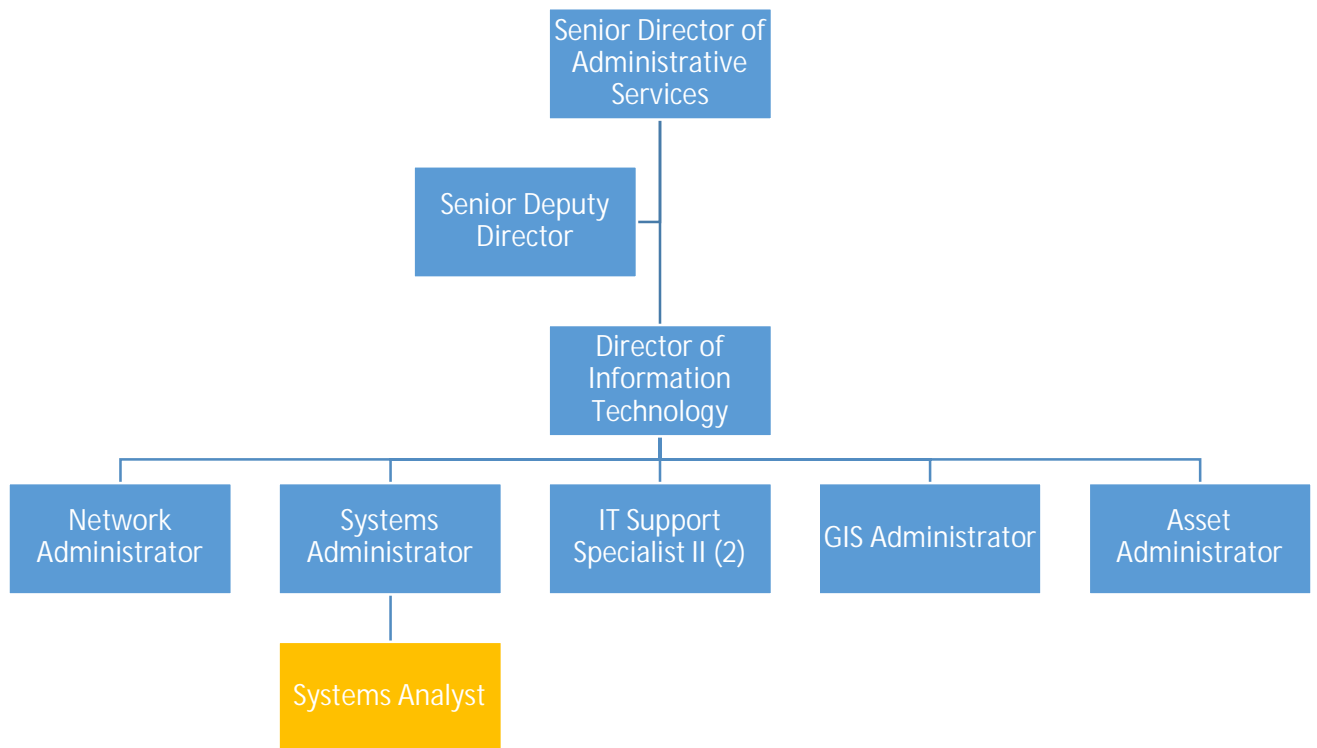 Senior Director of
Administrative
Services
Senior Deputy
Director
Director of
Information
Technology
Network
Administrator
Systems
Administrator
IT Support
Specialist II (2)
GIS Administrator
Asset
Administrator
Systems Analyst